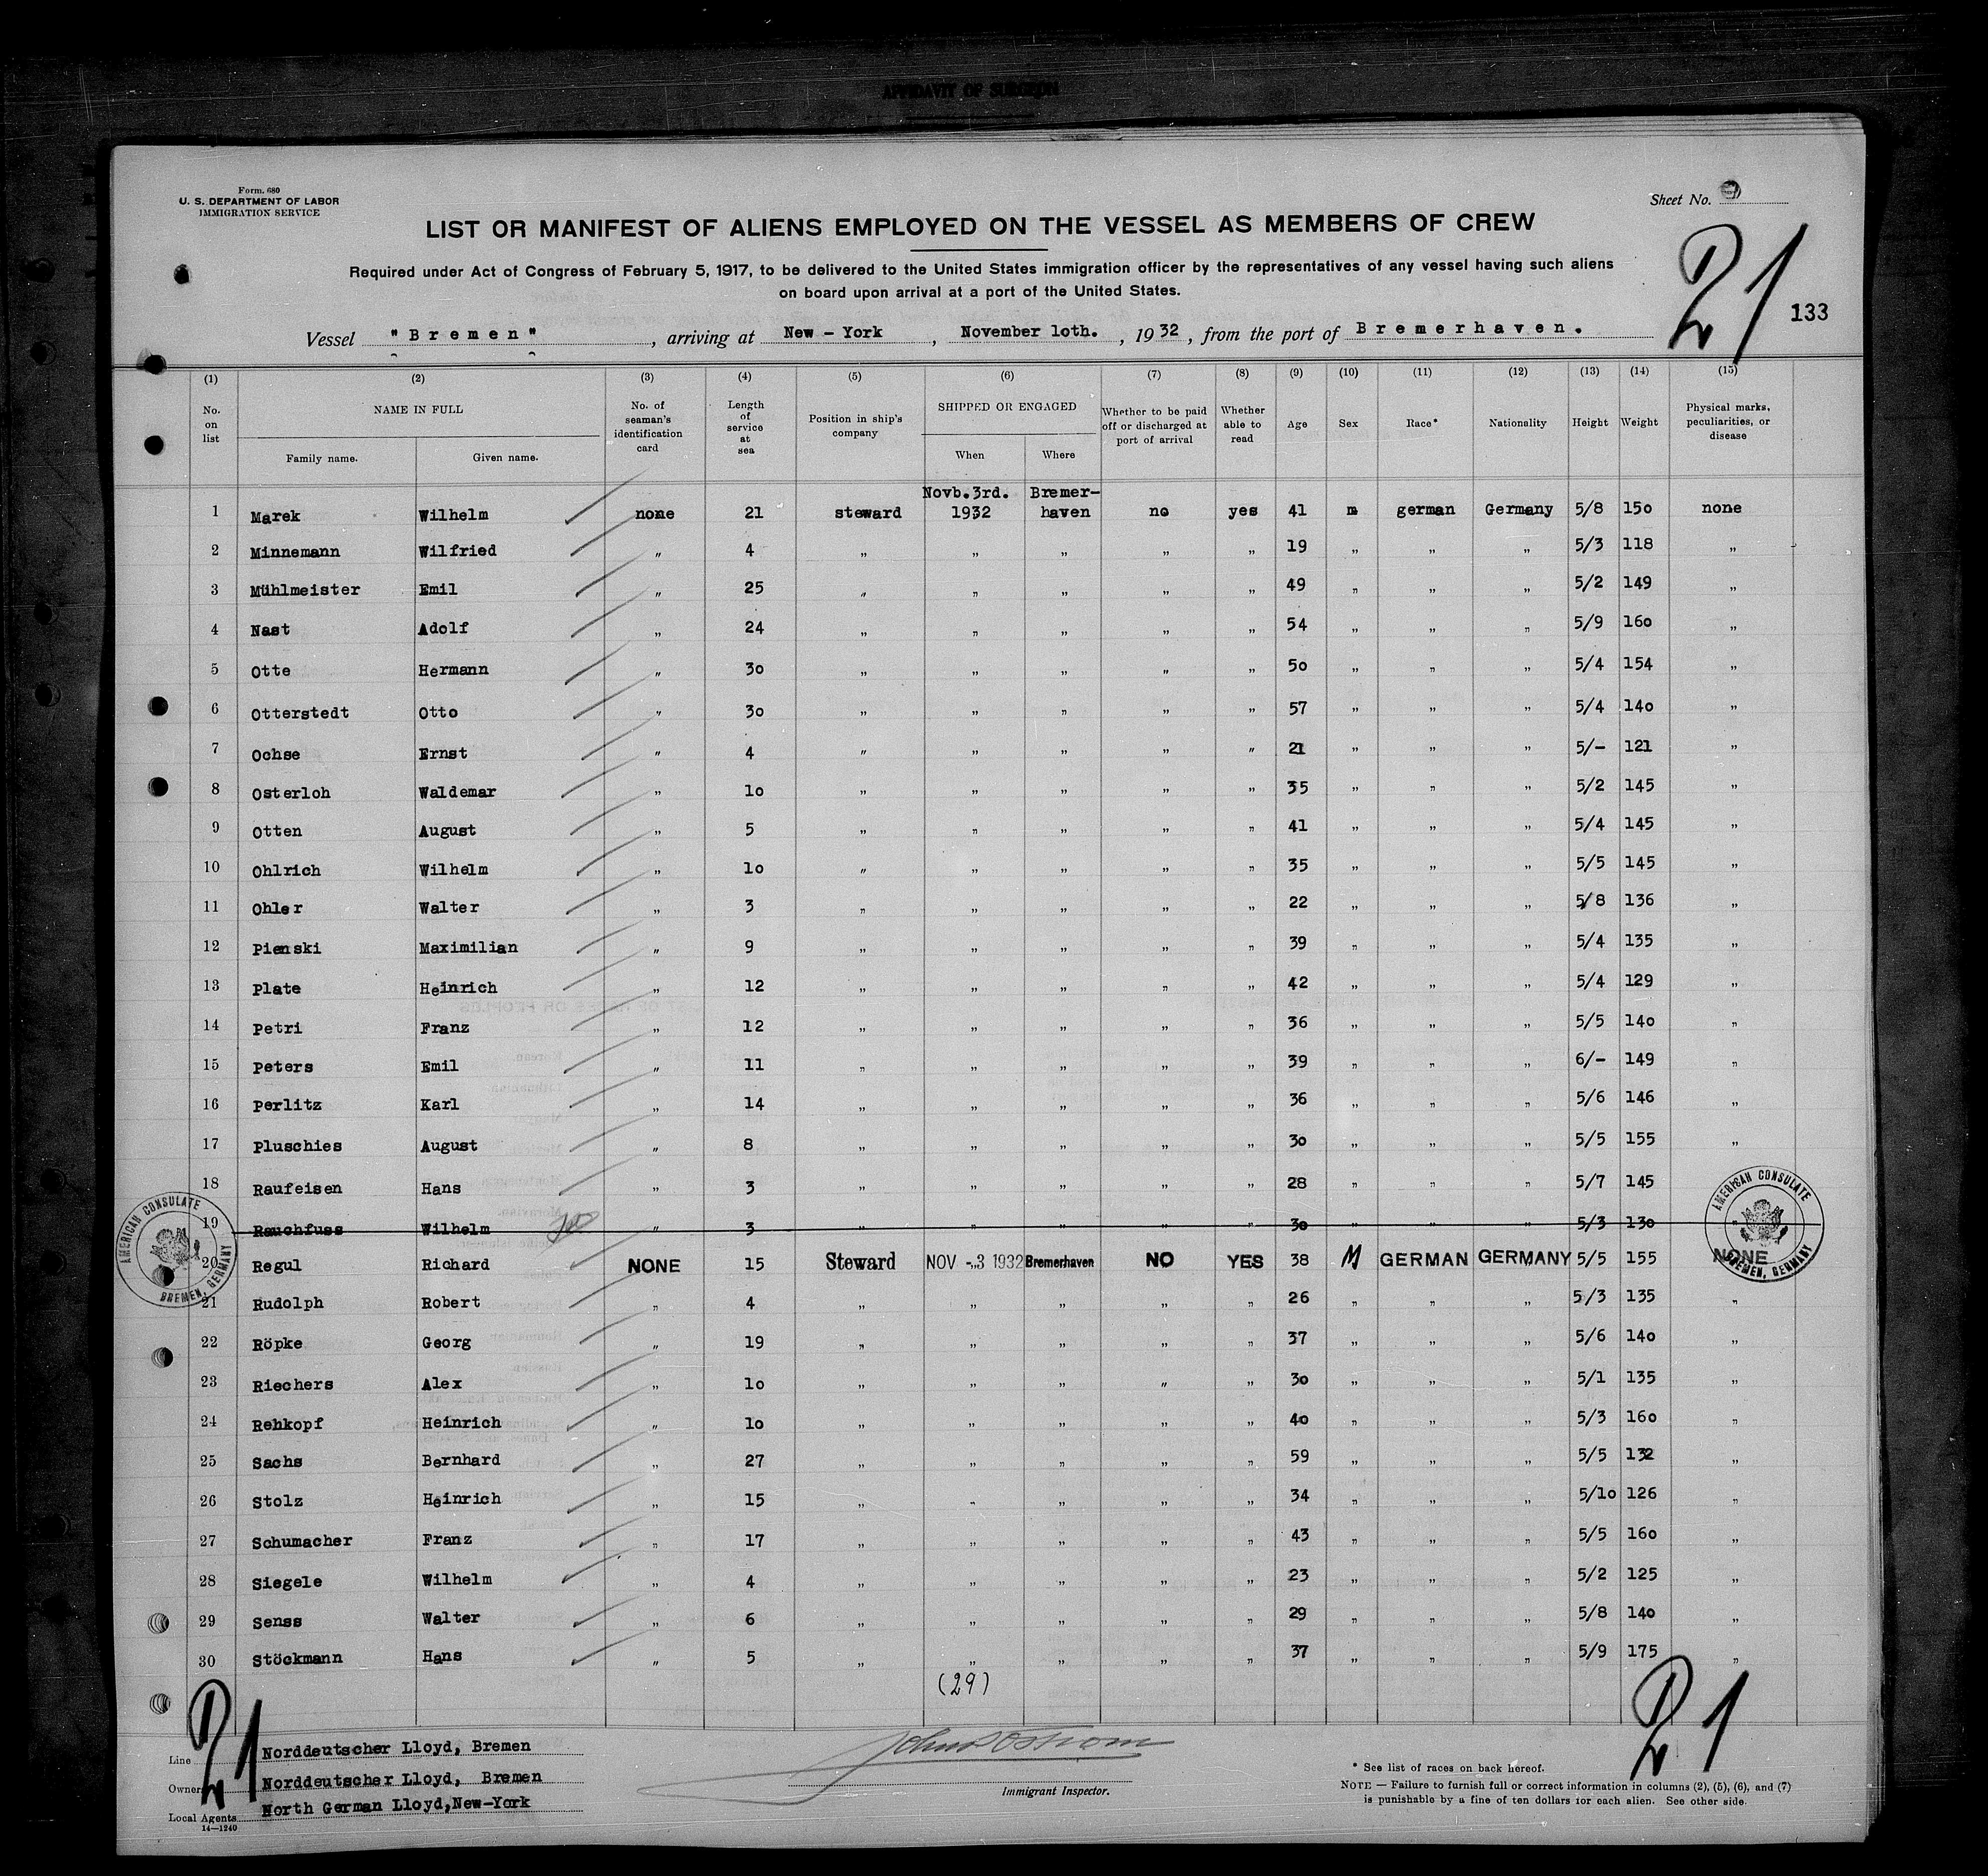 AFFIDAVIT OF SURGEON
Form. 680
U. S. DEPARTMENT OF LABOR
IMMIGRATION SERVICE
Sheet No.
LIST OR MANIFEST OF ALIENS EMPLOYED ON THE VESSEL AS MEMBERS OF CREW
Required under Act of Congress of February 5, 1917, to be delivered to the United States immigration officer by the representatives of any vessel having such aliens
on board upon arrival at a port of the United States.
21
133
Vessel "Bremen", arriving at New-York, November 1oth., 1932, from the port of Bremerhaven.
(1) (2) (3) (4) (5) (6) (7) (8) (9) (10) (11) (12) (13) (14) (15)
No. on list NAME IN FULL Family name. Given name. No. of seaman's identification card Length of service at sea Position in ship's company SHIPPED OR ENGAGED When Where Whether to be paid off or discharged at port of arrival Whether able to read Age Sex Race* Nationality Height Weight Physical marks, peculiarities, or disease
1 Marek Wilhelm none 21 steward Novb.3rd. 1932 Bremer-haven no yes 41 m german Germany 5/8 15o none
2 Minnemann Wilfried " 4 " " " " " 19 " " " 5/3 118 "
3 Mühlmeister Emil " 25 " " " " " 49 " " " 5/2 149 "
4 Nast Adolf " 24 " " " " " 54 " " " 5/9 16o "
5 Otte Hermann " 3o " " " " " 5o " " " 5/4 154 "
6 Otterstedt Otto " 3o " " " " " 57 " " " 5/4 14o "
7 Ochse Ernst " 4 " " " " " 21 " " " 5/- 121 "
8 Osterloh Waldemar " 1o " " " " " 35 " " " 5/2 145 "
9 Otten August " 5 " " " " " 41 " " " 5/4 145 "
10 Ohlrich Wilhelm " 1o " " " " " 35 " " " 5/5 145 "
11 Ohler Walter " 3 " " " " " 22 " " " 5/8 136 "
12 Pienski Maximilian " 9 " " " " " 39 " " " 5/4 135 "
13 Plate Heinrich " 12 " " " " " 42 " " " 5/4 129 "
14 Petri Franz " 12 " " " " " 36 " " " 5/5 14o "
15 Peters Emil " 11 " " " " " 39 " " " 6/- 149 "
16 Perlitz Karl " 14 " " " " " 36 " " " 5/6 146 "
17 Pluschies August " 8 " " " " " 3o " " " 5/5 155 "
18 Raufeisen Hans " 3 " " " " " 28 " " " 5/7 145 "
19 Rauchfuss Wilhelm " 3 " " " " " 3o " " " 5/3 13o "
20 Regul Richard NONE 15 Steward NOV -3 1932 Bremerhaven NO YES 38 M GERMAN GERMANY 5/5 155 NONE
21 Rudolph Robert " 4 " " " " " 26 " " " 5/3 135 "
22 Röpke Georg " 19 " " " " " 37 " " " 5/6 14o "
23 Riechers Alex " 1o " " " " " 3o " " " 5/1 135 "
24 Rehkopf Heinrich " 1o " " " " " 4o " " " 5/3 16o "
25 Sachs Bernhard " 27 " " " " " 59 " " " 5/5 132 "
26 Stolz Heinrich " 15 " " " " " 34 " " " 5/1o 126 "
27 Schumacher Franz " 17 " " " " " 43 " " " 5/5 16o "
28 Siegele Wilhelm " 4 " " " " " 23 " " " 5/2 125 "
29 Senss Walter " 6 " " " " " 29 " " " 5/8 14o "
30 Stöckmann Hans " 5 " " " " " 37 " " " 5/9 175 "
AMERICAN CONSULATE BREMEN, GERMANY
AMERICAN CONSULATE BREMEN, GERMANY
(29)
21
21
Line Norddeutscher Lloyd, Bremen
Owners Norddeutscher Lloyd, Bremen
Local Agents North German Lloyd,New-York
14—1240
Immigrant Inspector.
* See list of races on back hereof.
NOTE — Failure to furnish full or correct information in columns (2), (5), (6), and (7)
is punishable by a fine of ten dollars for each alien. See other side.